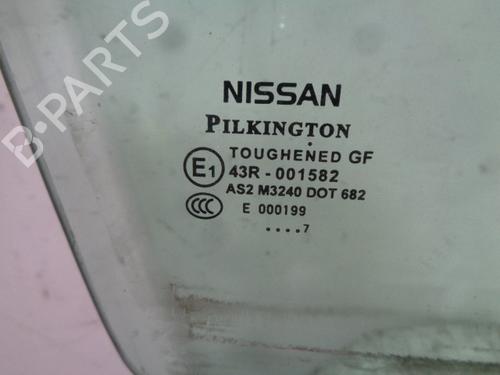 NISSAN
PILKINGTON
TOUGHENED GF
E1 43R - 001582
AS2 M3240 DOT 682
CCC E 000199
....7
B-PARTS